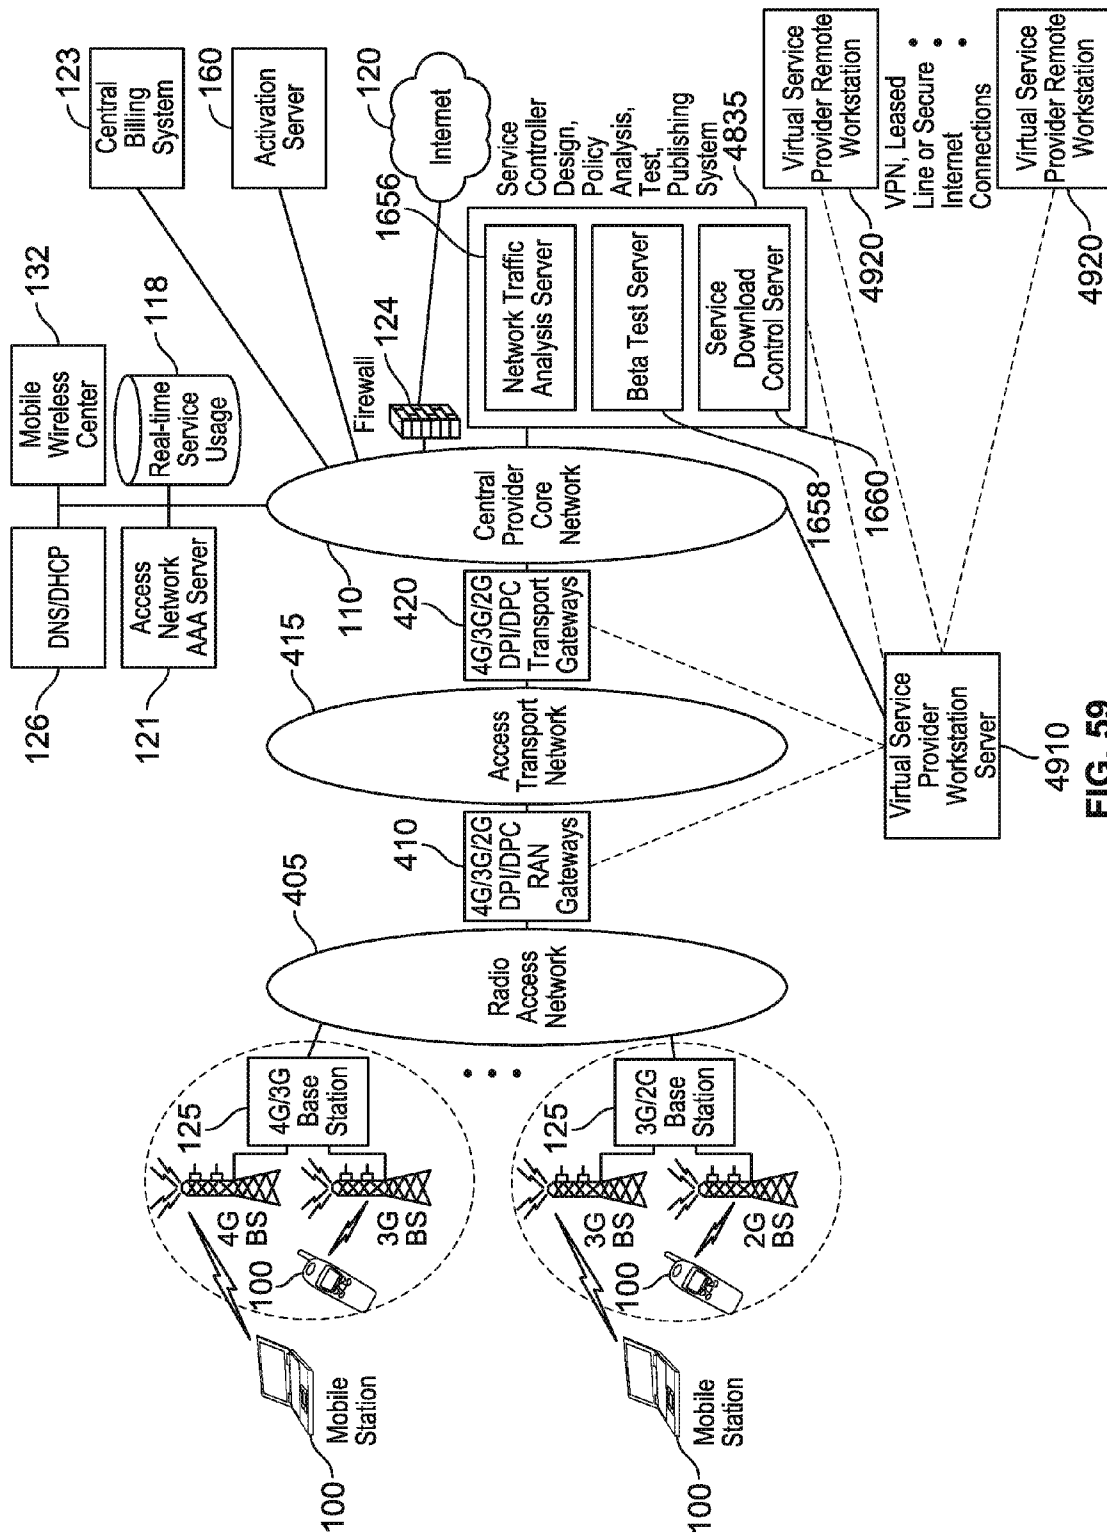 132
Mobile
Wireless
Center
118
Real-time
Service
Usage
DNS/DHCP
126
Access
Network
AAA Server
121
123
Central
Billing
System
160
Activation
Server
120
Internet
Firewall
124
110
Central
Provider
Core
Network
1656
Service
Controller
Design,
Policy
Analysis,
Test,
Publishing
System
4835
Network Traffic
Analysis Server
Beta Test Server
Service
Download
Control Server
1658
1660
420
4G/3G/2G
DPI/DPC
Transport
Gateways
415
Access
Transport
Network
410
4G/3G/2G
DPI/DPC
RAN
Gateways
405
Radio
Access
Network
125
4G/3G
Base
Station
4G
BS
3G
BS
100
Mobile
Station
100
125
3G/2G
Base
Station
3G
BS
2G
BS
100
Mobile
Station
100
Virtual Service
Provider
Workstation
Server
4910
Virtual Service
Provider Remote
Workstation
4920
VPN, Leased
Line or Secure
Internet
Connections
Virtual Service
Provider Remote
Workstation
4920
FIG. 59